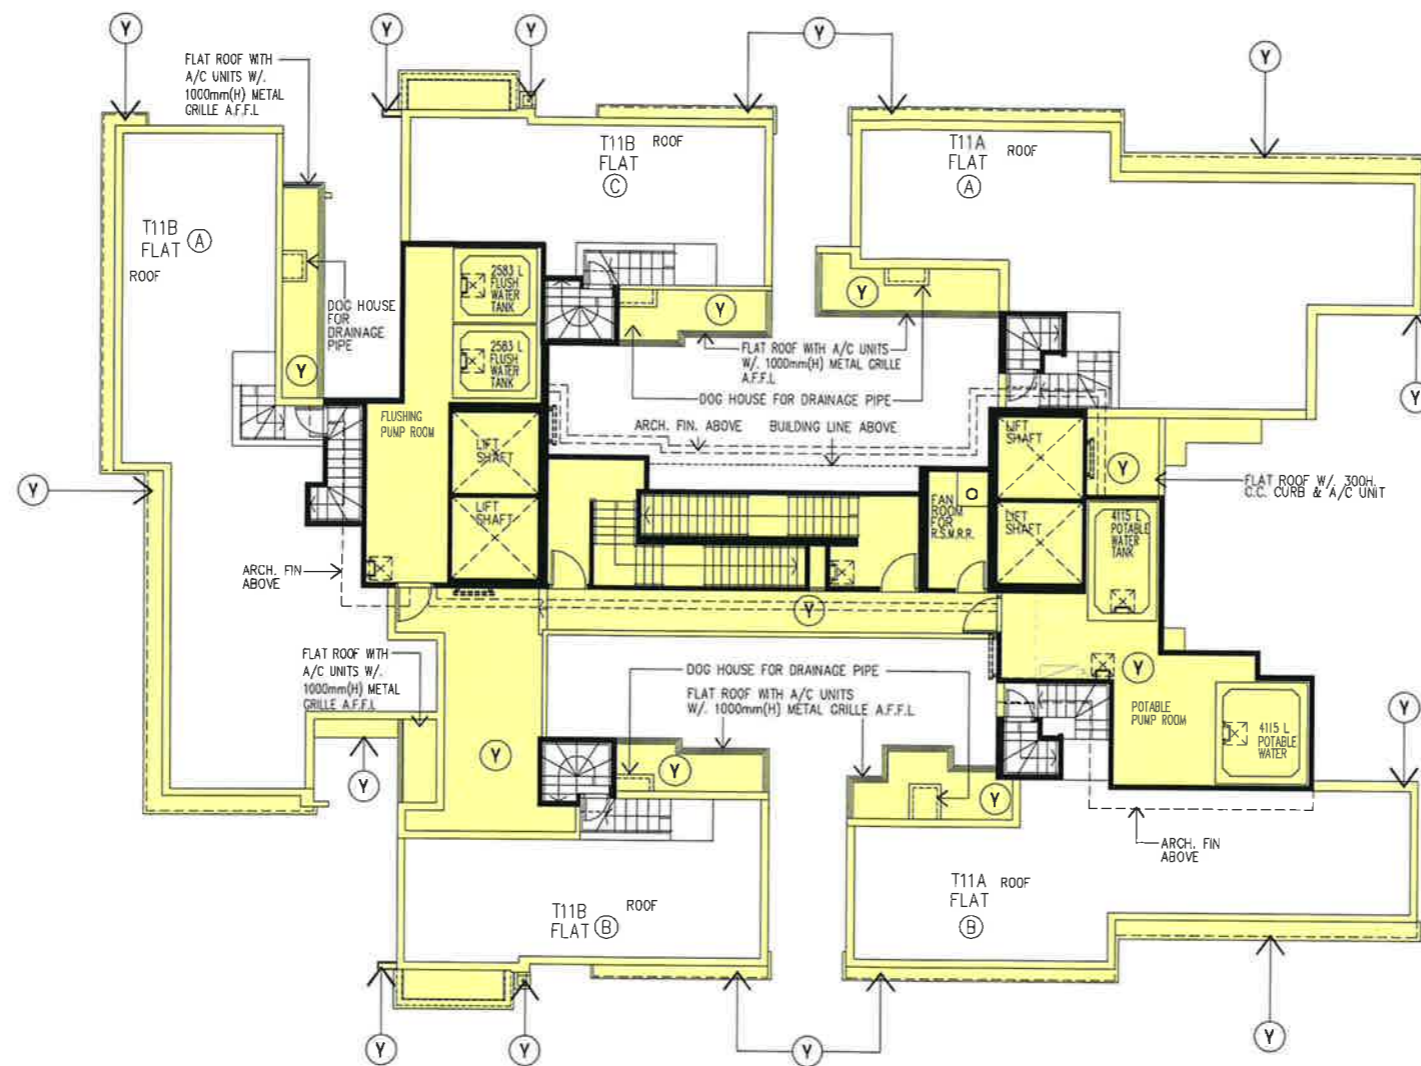 Y
Y
Y
Y
Y
FLAT ROOF WITH
A/C UNITS W/.
1000mm(H) METAL
GRILLE A.F.F.L
T11B
FLAT Ⓒ
ROOF
T11A
FLAT Ⓐ
ROOF
T11B
FLAT Ⓐ
ROOF
2583 L
FLUSH
WATER
TANK
DOG HOUSE
FOR
DRAINAGE
PIPE
Y
Y
2583 L
FLUSH
WATER
TANK
FLAT ROOF WITH A/C UNITS
W/. 1000mm(H) METAL GRILLE
A.F.F.L
Y
Y
DOG HOUSE FOR DRAINAGE PIPE
FLUSHING
PUMP ROOM
ARCH. FIN. ABOVE
BUILDING LINE ABOVE
LIFT
SHAFT
LIFT
SHAFT
Y
FLAT ROOF W/. 300H.
C.C. CURB & A/C UNIT
Y
LIFT
SHAFT
FAN
ROOM
FOR
R.S.M.R.R.
LIFT
SHAFT
4115 L
POTABLE
WATER
TANK
ARCH. FIN
ABOVE
Y
FLAT ROOF WITH
A/C UNITS W/.
1000mm(H) METAL
GRILLE A.F.F.L
DOG HOUSE FOR DRAINAGE PIPE
FLAT ROOF WITH A/C UNITS
W/. 1000mm(H) METAL GRILLE A.F.F.L
Y
POTABLE
PUMP ROOM
4115 L
POTABLE
WATER
Y
Y
Y
Y
Y
ARCH. FIN
ABOVE
T11B
FLAT Ⓑ
ROOF
T11A
FLAT
Ⓑ
ROOF
Y
Y
Y
Y